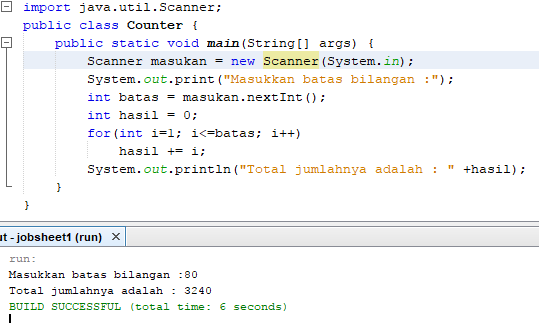 import java.util.Scanner;
public class Counter {
public static void main(String[] args) {
Scanner masukan = new Scanner(System.in);
System.out.print("Masukkan batas bilangan :");
int batas = masukan.nextInt();
int hasil = 0;
for(int i=1; i<=batas; i++)
hasil += i;
System.out.println("Total jumlahnya adalah : " +hasil);
}
}
ut - jobsheet1 (run) ×
run:
Masukkan batas bilangan :80
Total jumlahnya adalah : 3240
BUILD SUCCESSFUL (total time: 6 seconds)